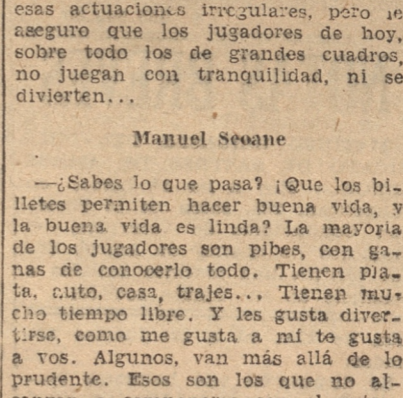 esas actuaciones irregulares, pero le
aseguro que los jugadores de hoy,
sobre todo los de grandes cuadros,
no juegan con tranquilidad, ni se
divierten...
Manuel Seoane
—¿Sabes lo que pasa? ¡Que los bi-
lletes permiten hacer buena vida, y
la buena vida es linda? La mayoría
de los jugadores son pibes, con ga-
nas de conocerlo todo. Tienen pla-
ta, auto, casa, trajes... Tienen mu-
cho tiempo libre. Y les gusta diver-
tirse, como me gusta a mí te gusta
a vos. Algunos, van más allá de lo
prudente. Esos son los que no al-